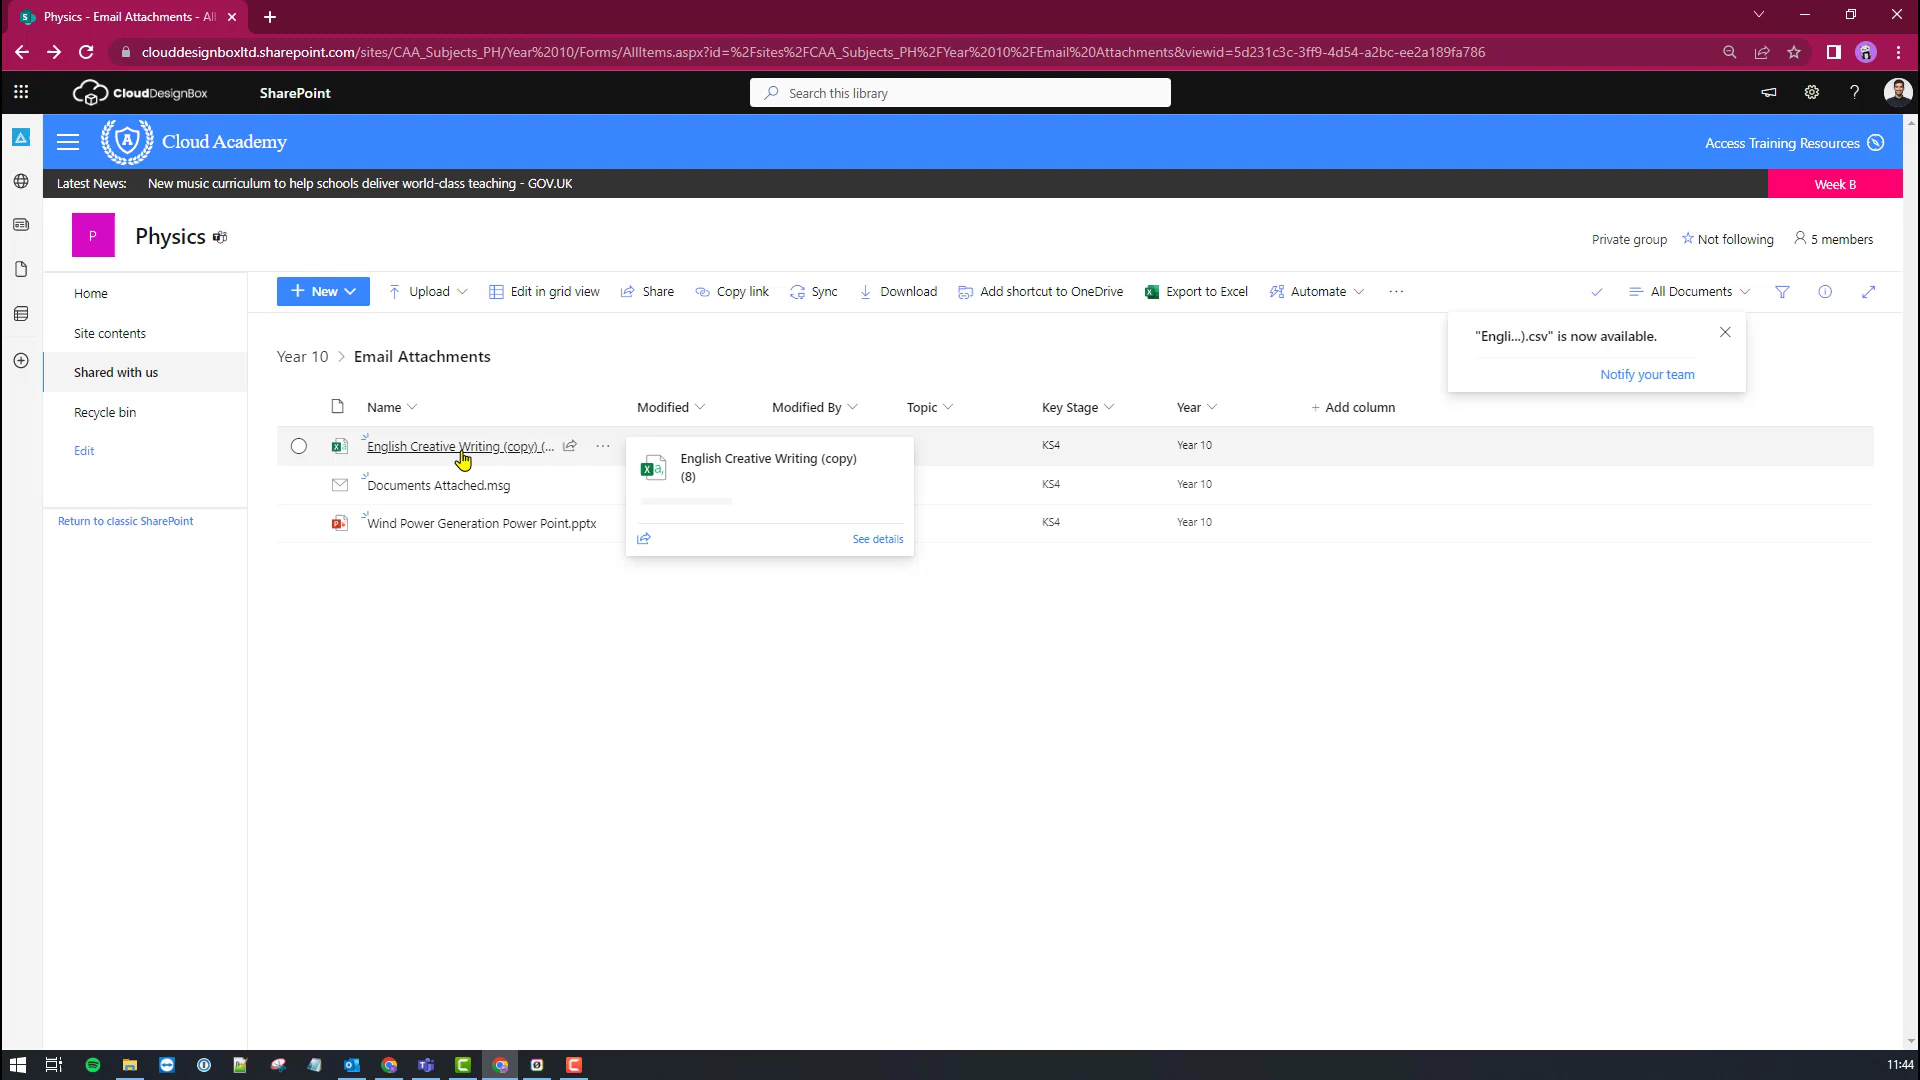 Physics - Email Attachments - All
clouddesignboxltd.sharepoint.com/sites/CAA_Subjects_PH/Year%2010/Forms/AllItems.aspx?id=%2Fsites%2FCAA_Subjects_PH%2FYear%2010%2FEmail%20Attachments&viewid=5d231c3c-3ff9-4d54-a2bc-ee2a189fa786
CloudDesignBox
SharePoint
Search this library
A
Cloud Academy
Access Training Resources
Latest News:
New music curriculum to help schools deliver world-class teaching - GOV.UK
Week B
P
Physics
Private group
Not following
5 members
Home
Site contents
Shared with us
Recycle bin
Edit
Return to classic SharePoint
New
Upload
Edit in grid view
Share
Copy link
Sync
Download
Add shortcut to OneDrive
Export to Excel
Automate
All Documents
"Engli...).csv" is now available.
Notify your team
Year 10 > Email Attachments
Name
Modified
Modified By
Topic
Key Stage
Year
+ Add column
English Creative Writing (copy) (...
KS4
Year 10
Documents Attached.msg
KS4
Year 10
Wind Power Generation Power Point.pptx
KS4
Year 10
English Creative Writing (copy)
(8)
See details
11:44